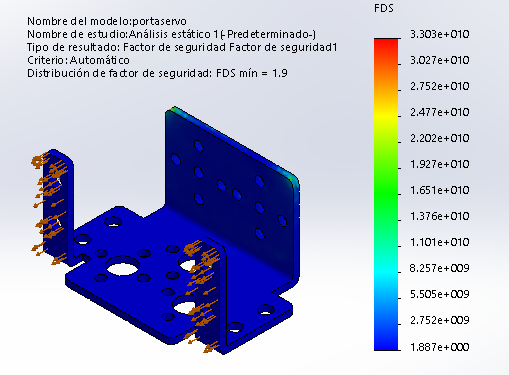 FDS
Nombre del modelo:portaservo
Nombre de estudio:Análisis estático 1(-Predeterminado-)
Tipo de resultado: Factor de seguridad Factor de seguridad1
Criterio: Automático
Distribución de factor de seguridad: FDS mín = 1.9
3.303e+010
3.027e+010
2.752e+010
2.477e+010
2.202e+010
1.927e+010
1.651e+010
1.376e+010
1.101e+010
8.257e+009
5.505e+009
2.752e+009
1.887e+000